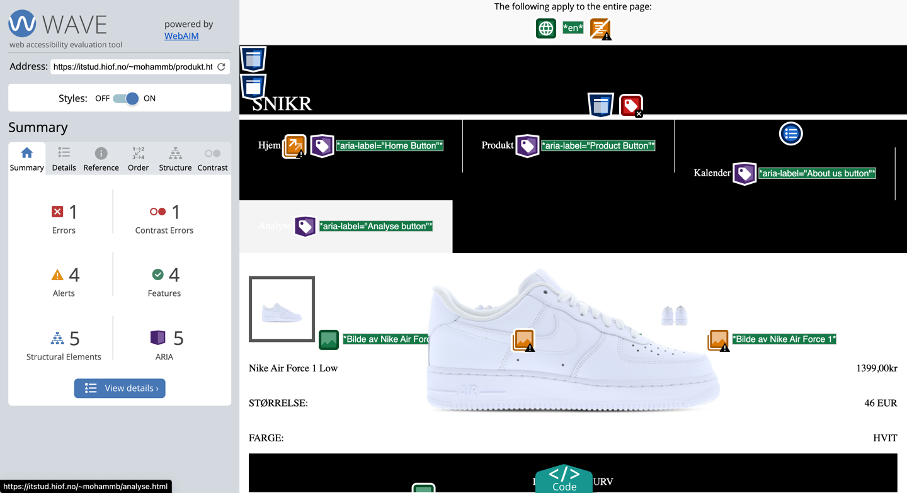 The following apply to the entire page:
*en*
WAVE
powered by
WebAIM
web accessibility evaluation tool
Address: https://itstud.hiof.no/~mohammb/produkt.ht
Styles: OFF ON
Summary
Summary Details Reference Order Structure Contrast
1 Errors
1 Contrast Errors
4 Alerts
4 Features
5 Structural Elements
5 ARIA
View details ›
https://itstud.hiof.no/~mohammb/analyse.html
SNIKR
Hjem *aria-label="Home Button"*
Produkt *aria-label="Product Button"*
Kalender *aria-label="About us button"*
Analyse *aria-label="Analyse button"*
*Bilde av Nike Air Forc
*Bilde av Nike Air Force 1*
Nike Air Force 1 Low 1399,00kr
STØRRELSE: 46 EUR
FARGE: HVIT
URV
</> Code